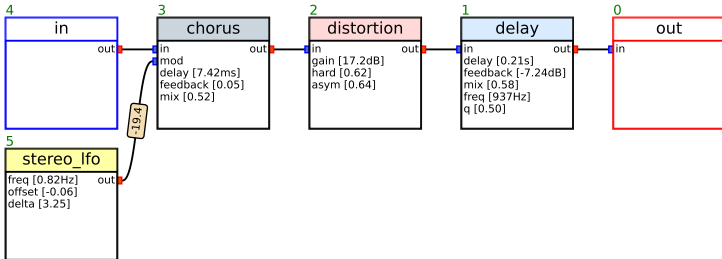 4
in
out
3
chorus
in
out
mod
delay [7.42ms]
feedback [0.05]
mix [0.52]
2
distortion
in
out
gain [17.2dB]
hard [0.62]
asym [0.64]
1
delay
in
out
delay [0.21s]
feedback [-7.24dB]
mix [0.58]
freq [937Hz]
q [0.50]
0
out
in
-19.4
5
stereo_lfo
freq [0.82Hz]
out
offset [-0.06]
delta [3.25]